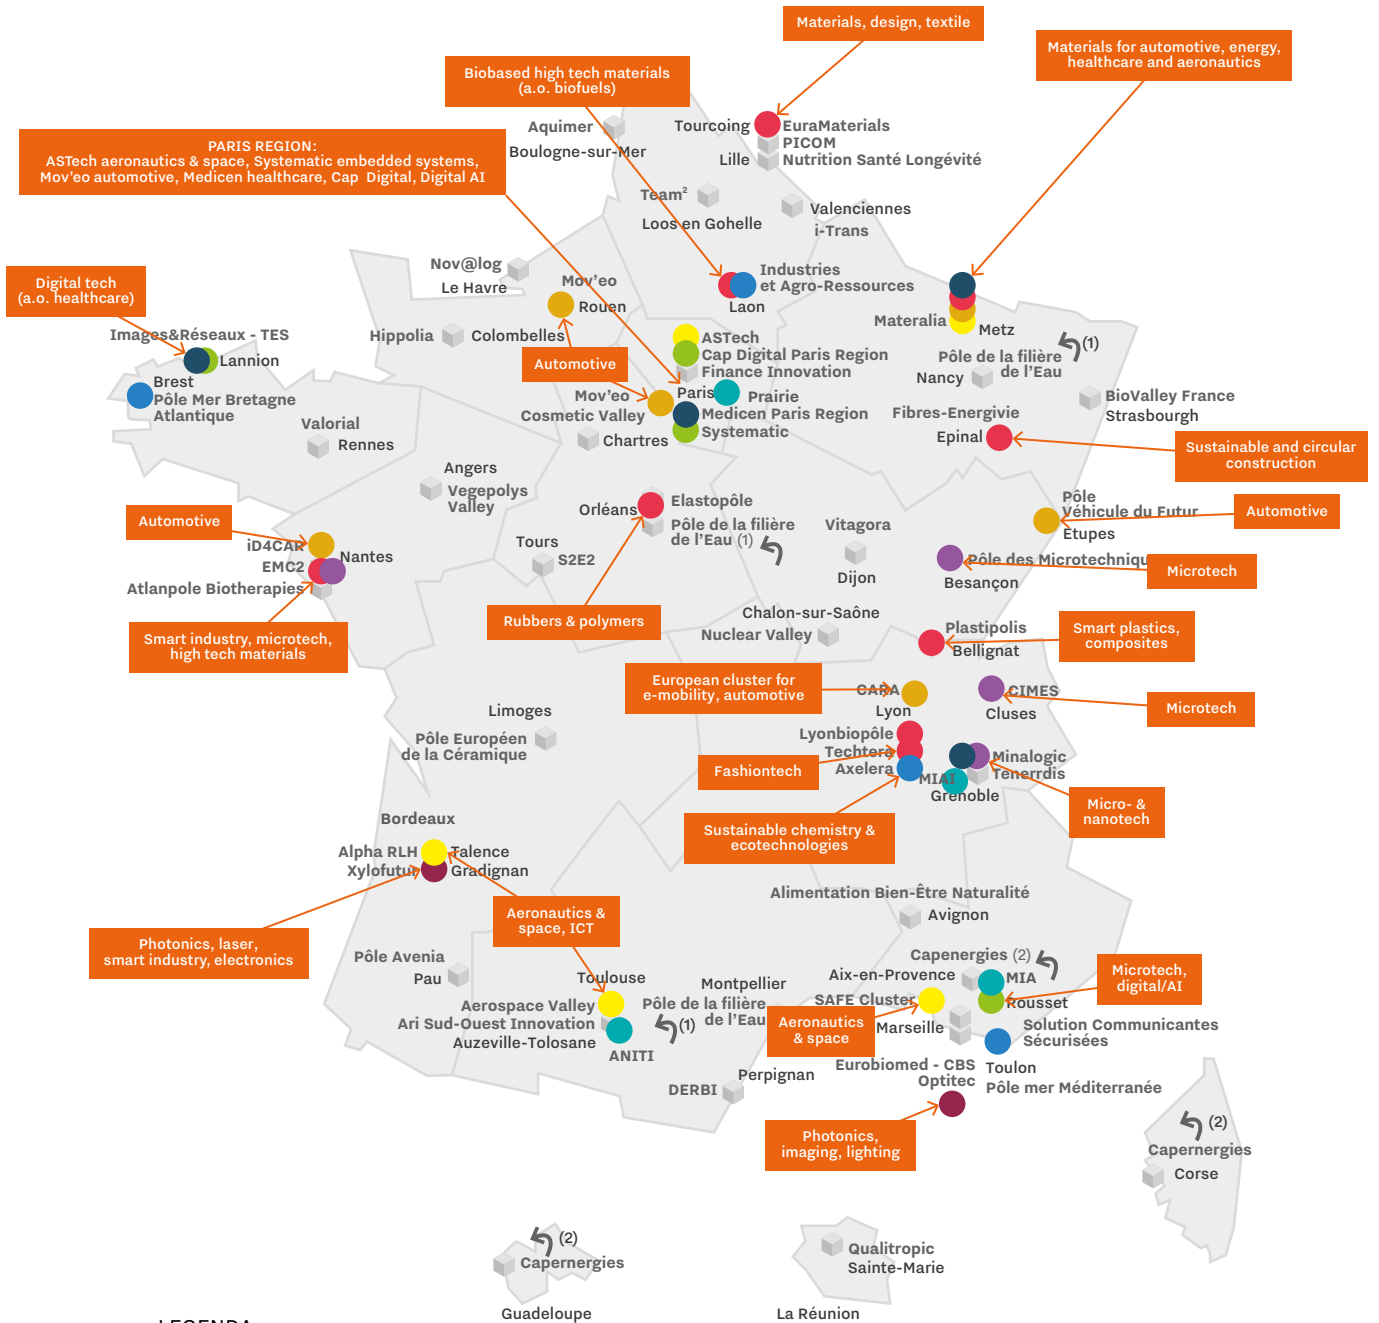 Materials, design, textile
Materials for automotive, energy,
healthcare and aeronautics
Biobased high tech materials
(a.o. biofuels)
Aquimer
Boulogne-sur-Mer
Tourcoing
EuraMaterials
PICOM
Lille
Nutrition Santé Longévité
PARIS REGION:
ASTech aeronautics & space, Systematic embedded systems,
Mov'eo automotive, Medicen healthcare, Cap Digital, Digital AI
Team²
Loos en Gohelle
Valenciennes
i-Trans
Nov@log
Le Havre
Mov'eo
Rouen
Industries
et Agro-Ressources
Laon
Digital tech
(a.o. healthcare)
Images&Réseaux - TES
Lannion
Hippolia
Colombelles
Automotive
ASTech
Cap Digital Paris Region
Finance Innovation
Materalia
Metz
(1)
Pôle de la filière
de l'Eau
Nancy
Brest
Pôle Mer Bretagne
Atlantique
Mov'eo
Paris
Prairie
Cosmetic Valley
Medicen Paris Region
Systematic
Chartres
BioValley France
Strasbourgh
Fibres-Energivie
Epinal
Sustainable and circular
construction
Valorial
Rennes
Angers
Vegepolys
Valley
Orléans
Elastopôle
Pôle de la filière
de l'Eau (1)
Vitagora
Dijon
Pôle
Véhicule du Futur
Etupes
Automotive
Automotive
iD4CAR
EMC2
Nantes
Atlanpole Biotherapies
Tours
S2E2
Pôle des Microtechniqu
Besançon
Microtech
Smart industry, microtech,
high tech materials
Rubbers & polymers
Chalon-sur-Saône
Nuclear Valley
Plastipolis
Bellignat
Smart plastics,
composites
European cluster for
e-mobility, automotive
CARA
Lyon
CIMES
Cluses
Microtech
Limoges
Pôle Européen
de la Céramique
Lyonbiopôle
Techtera
Axelera
Fashiontech
MIAI
Minalogic
Tenerrdis
Grenoble
Micro- &
nanotech
Sustainable chemistry &
ecotechnologies
Bordeaux
Alpha RLH
Talence
Xylofutur
Gradignan
Photonics, laser,
smart industry, electronics
Aeronautics &
space, ICT
Alimentation Bien-Être Naturalité
Avignon
Pôle Avenia
Pau
Toulouse
Aerospace Valley
Ari Sud-Ouest Innovation
Auzeville-Tolosane
ANITI
Montpellier
Pôle de la filière
de l'Eau
(1)
Capenergies (2)
Aix-en-Provence
MIA
SAFE Cluster
Rousset
Microtech,
digital/AI
Aeronautics
& space
Marseille
Solution Communicantes
Sécurisées
Eurobiomed - CBS
Optitec
Toulon
Pôle mer Méditerranée
DERBI
Perpignan
Photonics,
imaging, lighting
(2)
Capernergies
Corse
(2)
Capernergies
Guadeloupe
Qualitropic
Sainte-Marie
La Réunion
LEGENDA